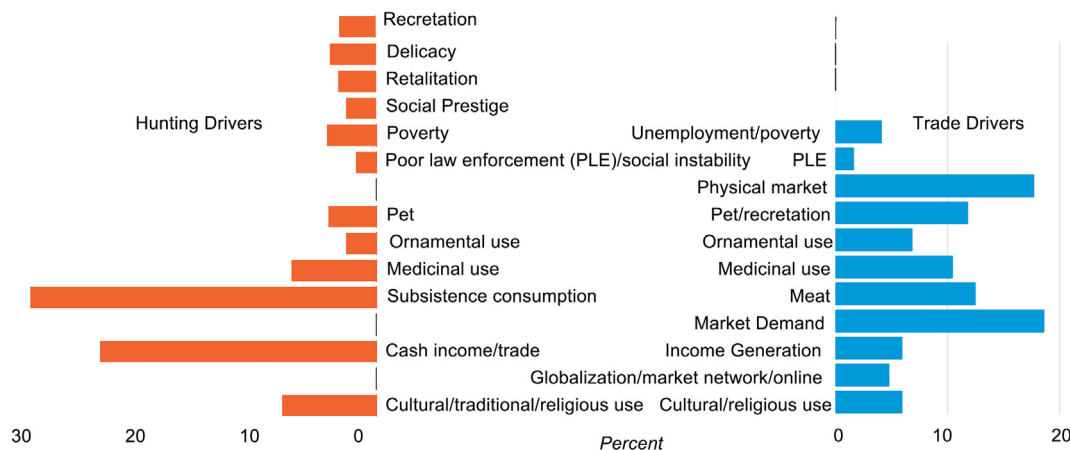 Recretation
Delicacy
Retalitation
Social Prestige
Hunting Drivers
Trade Drivers
Poverty
Unemployment/poverty
Poor law enforcement (PLE)/social instability
PLE
Physical market
Pet
Pet/recretation
Ornamental use
Ornamental use
Medicinal use
Medicinal use
Subsistence consumption
Meat
Market Demand
Cash income/trade
Income Generation
Globalization/market network/online
Cultural/traditional/religious use
Cultural/religious use
30 20 10 0
Percent
0 10 20